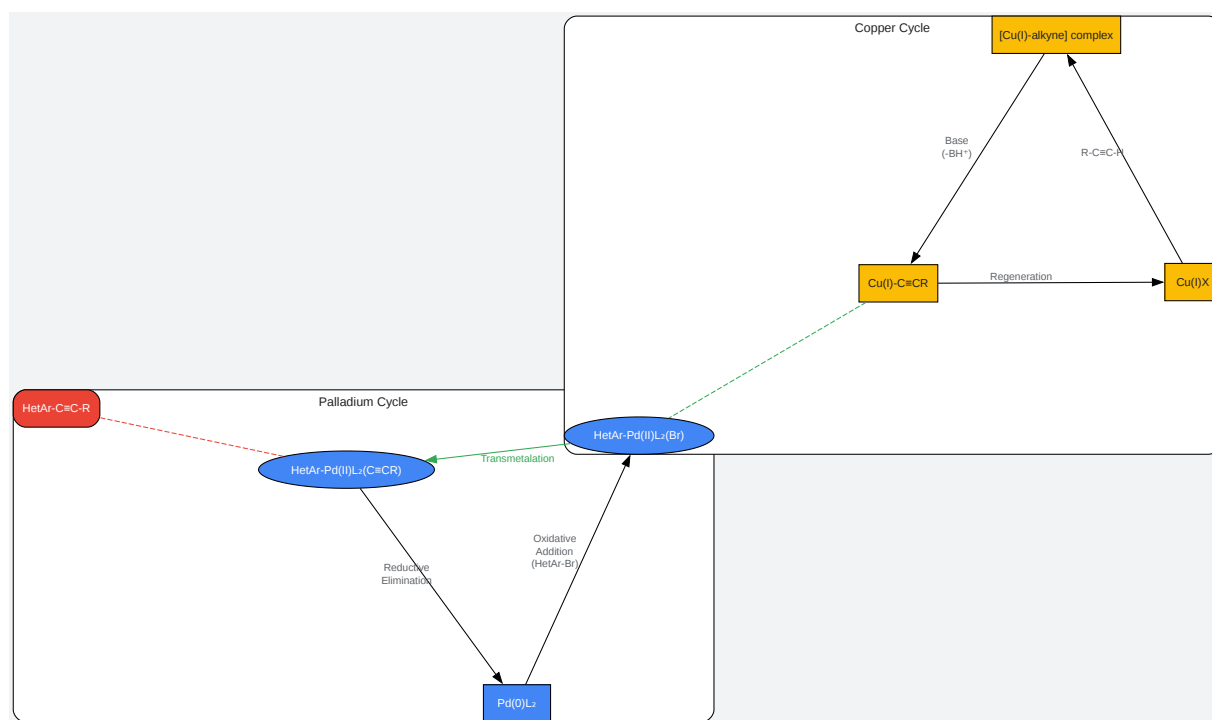 Copper Cycle
[Cu(I)-alkyne] complex
Base
(-BH⁺)
R-C≡C-H
Cu(I)-C≡CR
Regeneration
Cu(I)X
Palladium Cycle
HetAr-C≡C-R
HetAr-Pd(II)L₂(Br)
Transmetalation
HetAr-Pd(II)L₂(C≡CR)
Oxidative
Addition
(HetAr-Br)
Reductive
Elimination
Pd(0)L₂